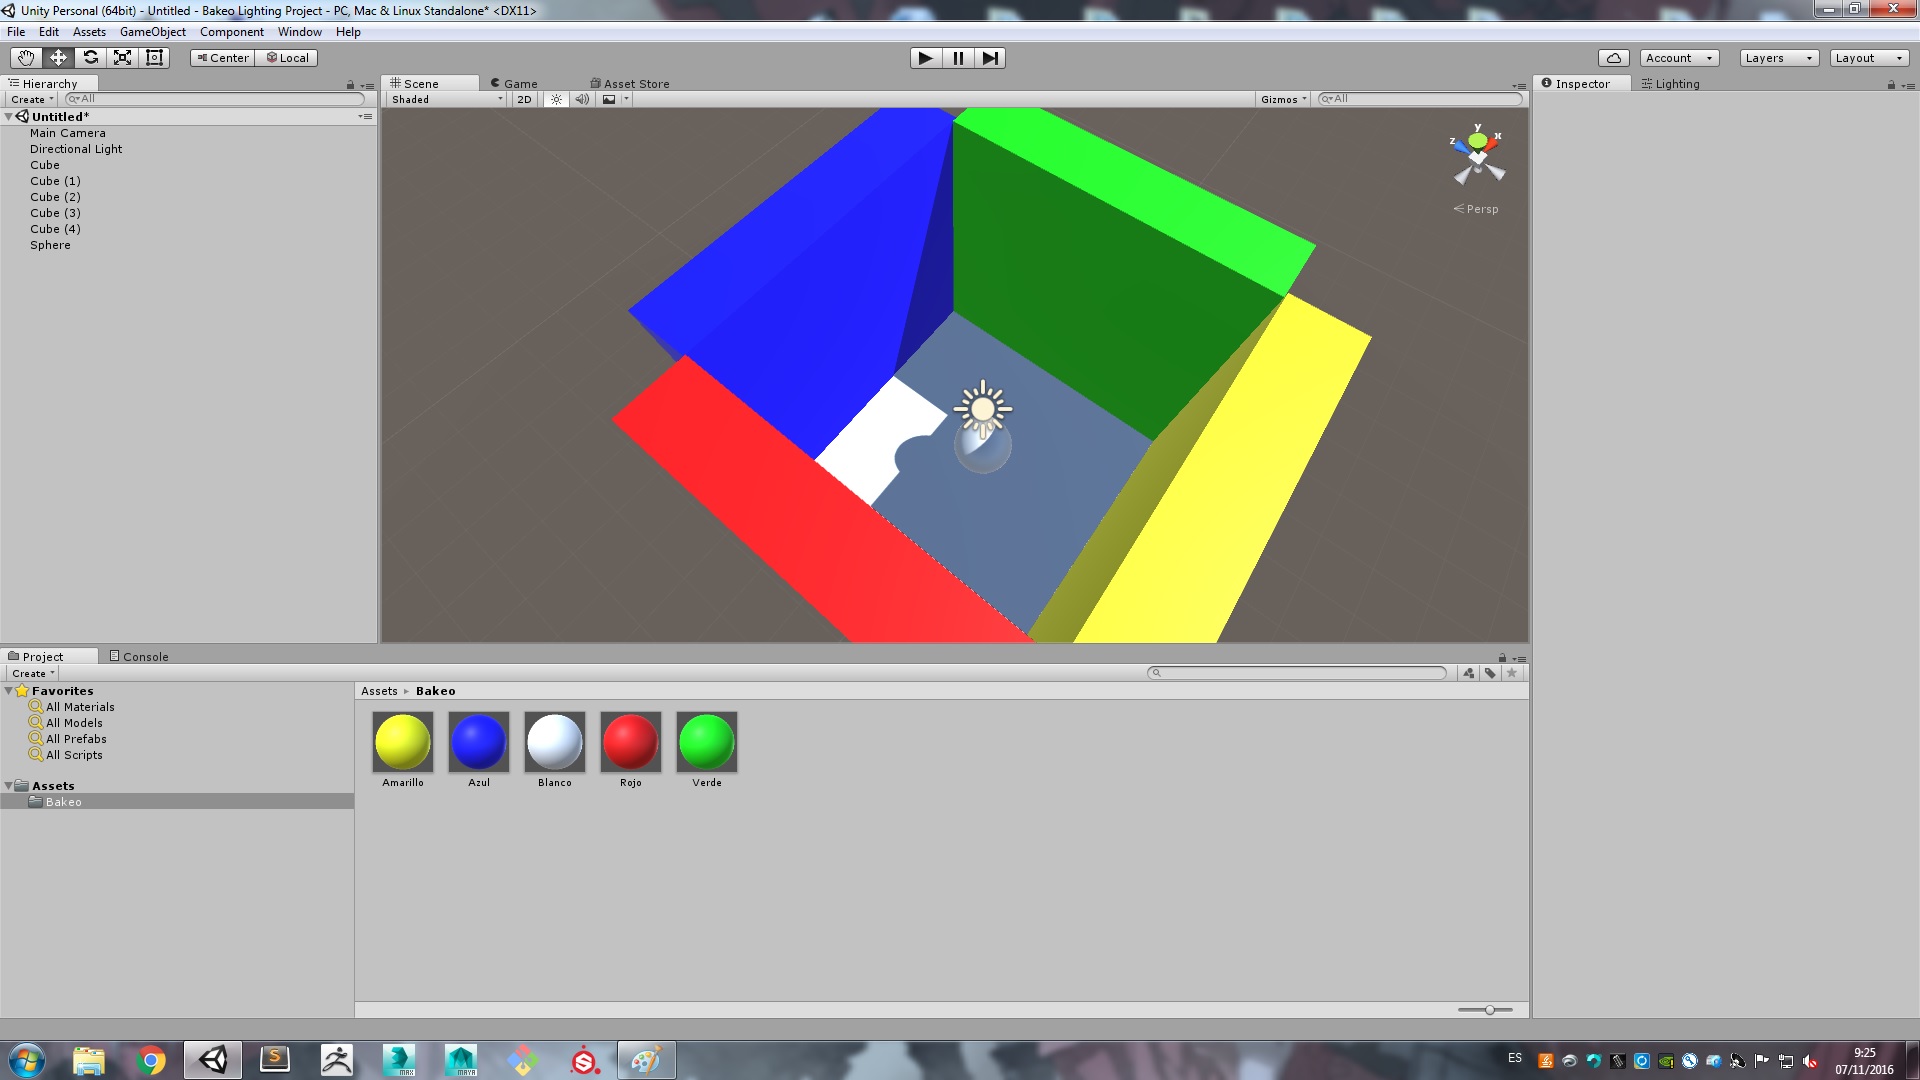 Unity Personal (64bit) - Untitled - Bakeo Lighting Project - PC, Mac & Linux Standalone* <DX11>
File Edit Assets GameObject Component Window Help
Center Local Account Layers Layout
Hierarchy Scene Game Asset Store Inspector Lighting
Create All Shaded 2D Gizmos All
Untitled*
Main Camera
Directional Light
Cube
Cube (1)
Cube (2)
Cube (3)
Cube (4)
Sphere
y
z x
Persp
Project Console
Create
Favorites
All Materials
All Models
All Prefabs
All Scripts
Assets
Bakeo
Assets Bakeo
Amarillo Azul Blanco Rojo Verde
S
MAX
MAYA
ES
9:25
07/11/2016